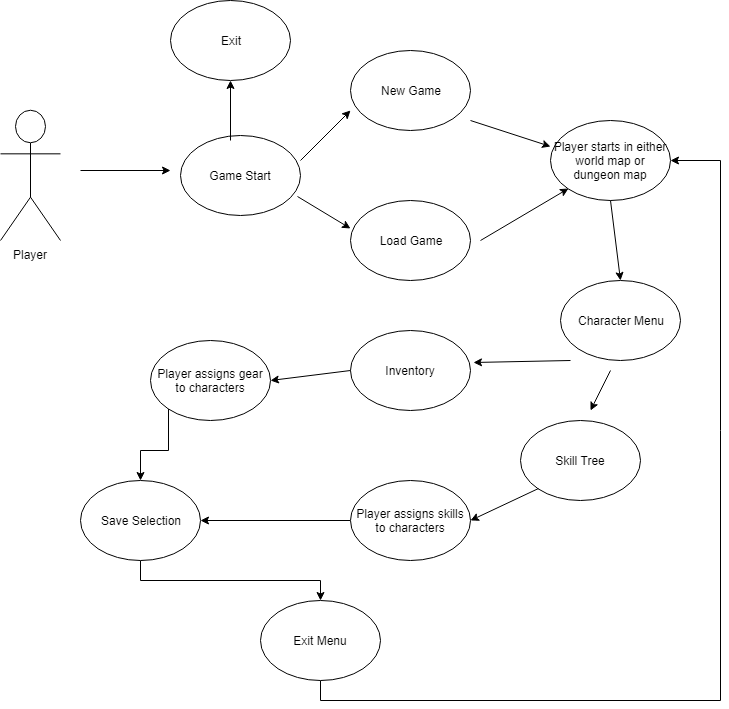 Exit
New Game
Player starts in either
world map or
dungeon map
Game Start
Load Game
Player
Character Menu
Player assigns gear
to characters
Inventory
Skill Tree
Save Selection
Player assigns skills
to characters
Exit Menu